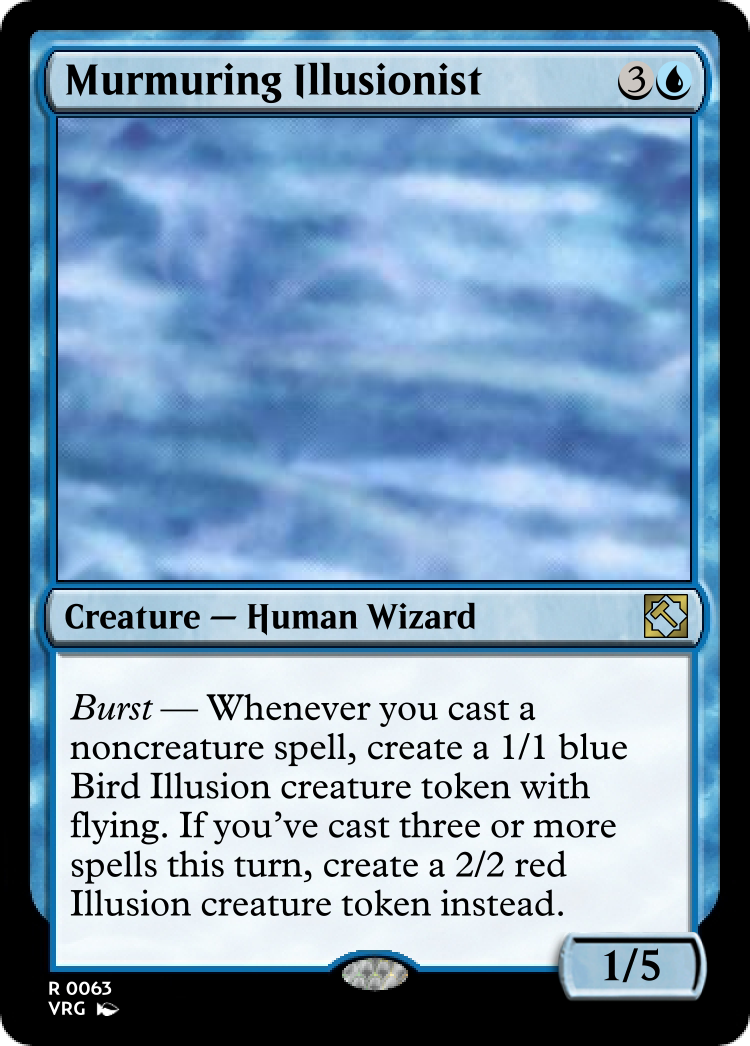 Murmuring Illusionist 3
Creature — Human Wizard
Burst — Whenever you cast a
noncreature spell, create a 1/1 blue
Bird Illusion creature token with
flying. If you've cast three or more
spells this turn, create a 2/2 red
Illusion creature token instead.
1/5
R 0063
VRG